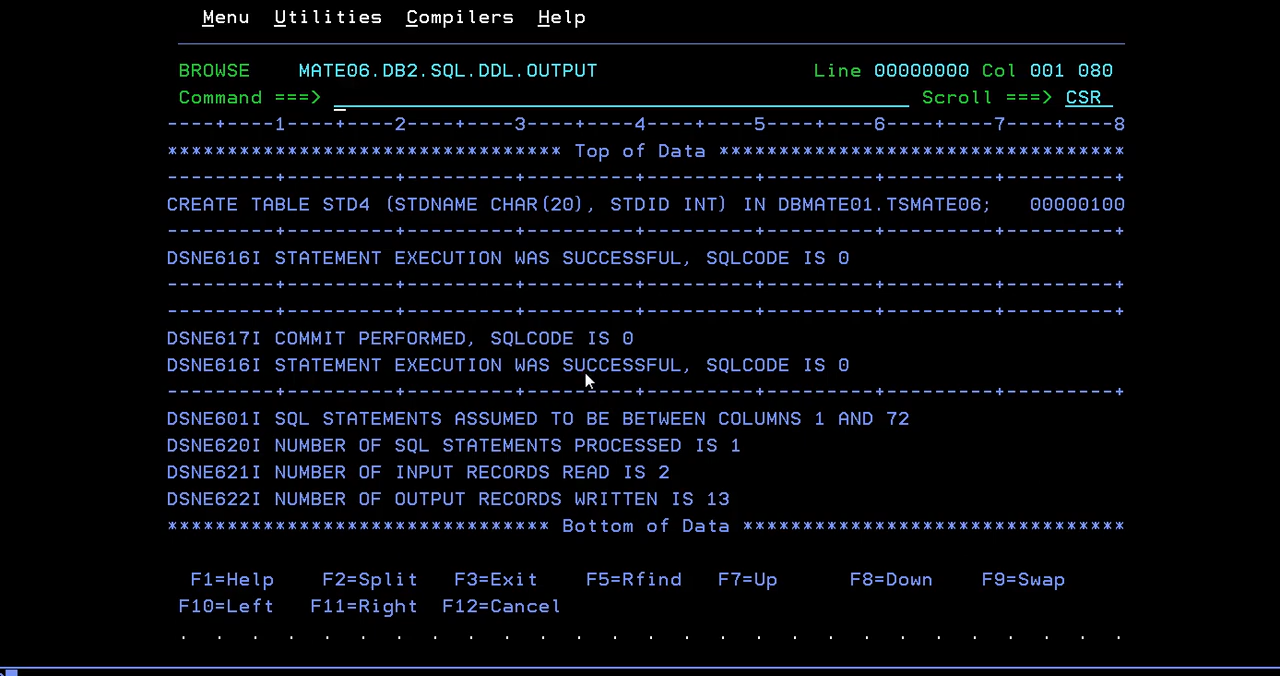 Menu Utilities Compilers Help
BROWSE MATE06.DB2.SQL.DDL.OUTPUT Line 00000000 Col 001 080
Command ===> Scroll ===> CSR
----+----1----+----2----+----3----+----4----+----5----+----6----+----7----+----8
********************************* Top of Data **********************************
---------+---------+---------+---------+---------+---------+---------+---------+
CREATE TABLE STD4 (STDNAME CHAR(20), STDID INT) IN DBMATE01.TSMATE06; 00000100
---------+---------+---------+---------+---------+---------+---------+---------+
DSNE616I STATEMENT EXECUTION WAS SUCCESSFUL, SQLCODE IS 0
---------+---------+---------+---------+---------+---------+---------+---------+
---------+---------+---------+---------+---------+---------+---------+---------+
DSNE617I COMMIT PERFORMED, SQLCODE IS 0
DSNE616I STATEMENT EXECUTION WAS SUCCESSFUL, SQLCODE IS 0
---------+---------+---------+---------+---------+---------+---------+---------+
DSNE601I SQL STATEMENTS ASSUMED TO BE BETWEEN COLUMNS 1 AND 72
DSNE620I NUMBER OF SQL STATEMENTS PROCESSED IS 1
DSNE621I NUMBER OF INPUT RECORDS READ IS 2
DSNE622I NUMBER OF OUTPUT RECORDS WRITTEN IS 13
******************************** Bottom of Data ********************************
F1=Help F2=Split F3=Exit F5=Rfind F7=Up F8=Down F9=Swap
F10=Left F11=Right F12=Cancel
. . . . . . . . . . . . . . . . . . . . . . . . . . .